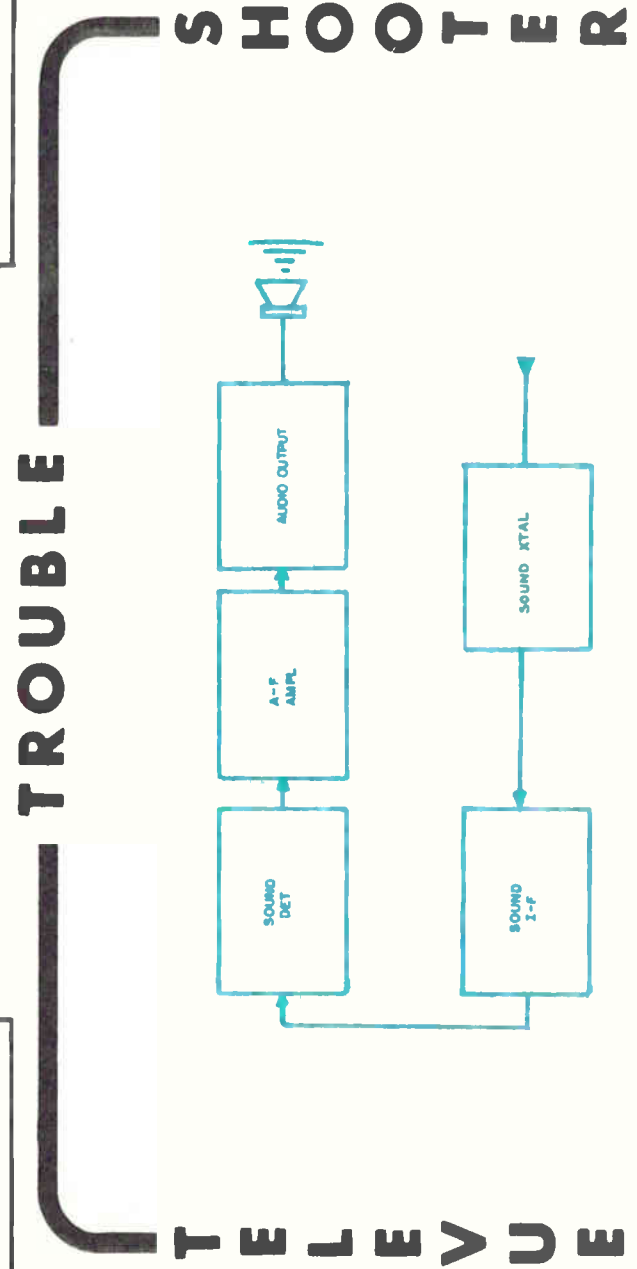 TELEVUE
TROUBLE
SHOOTER
SOUND
DET
A-F
AMPL
AUDIO OUTPUT
SOUND
I-F
SOUND XTAL